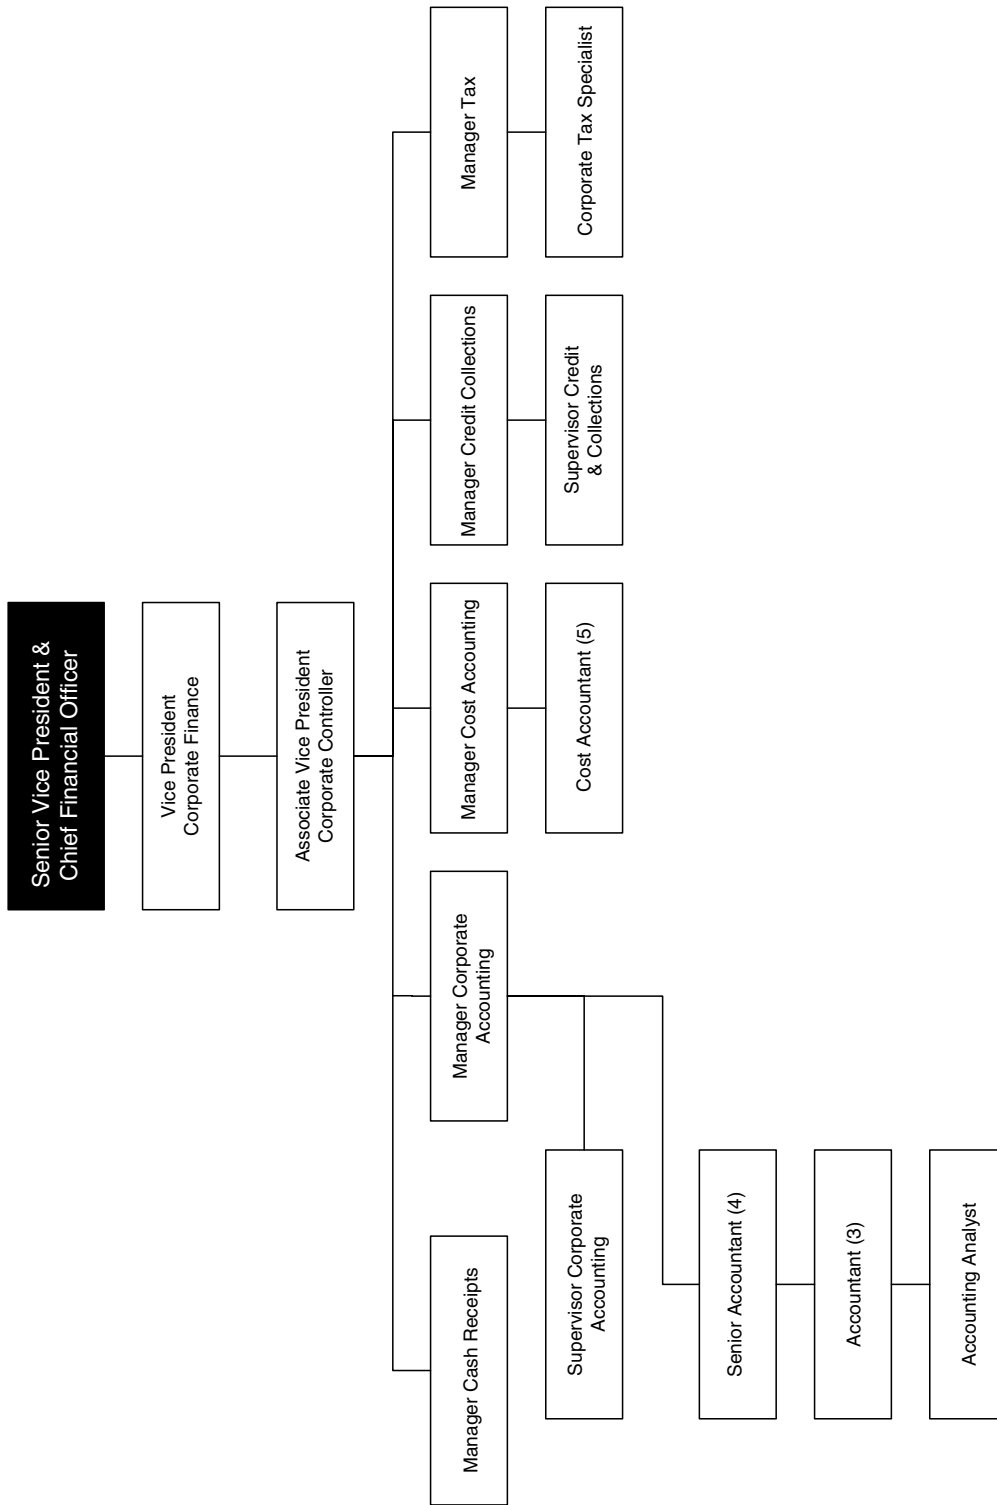 Senior Vice President &
Chief Financial Officer
Vice President
Corporate Finance
Associate Vice President
Corporate Controller
Manager Cash Receipts
Manager Corporate
Accounting
Manager Cost Accounting
Manager Credit Collections
Manager Tax
Supervisor Corporate
Accounting
Cost Accountant (5)
Supervisor Credit
& Collections
Corporate Tax Specialist
Senior Accountant (4)
Accountant (3)
Accounting Analyst